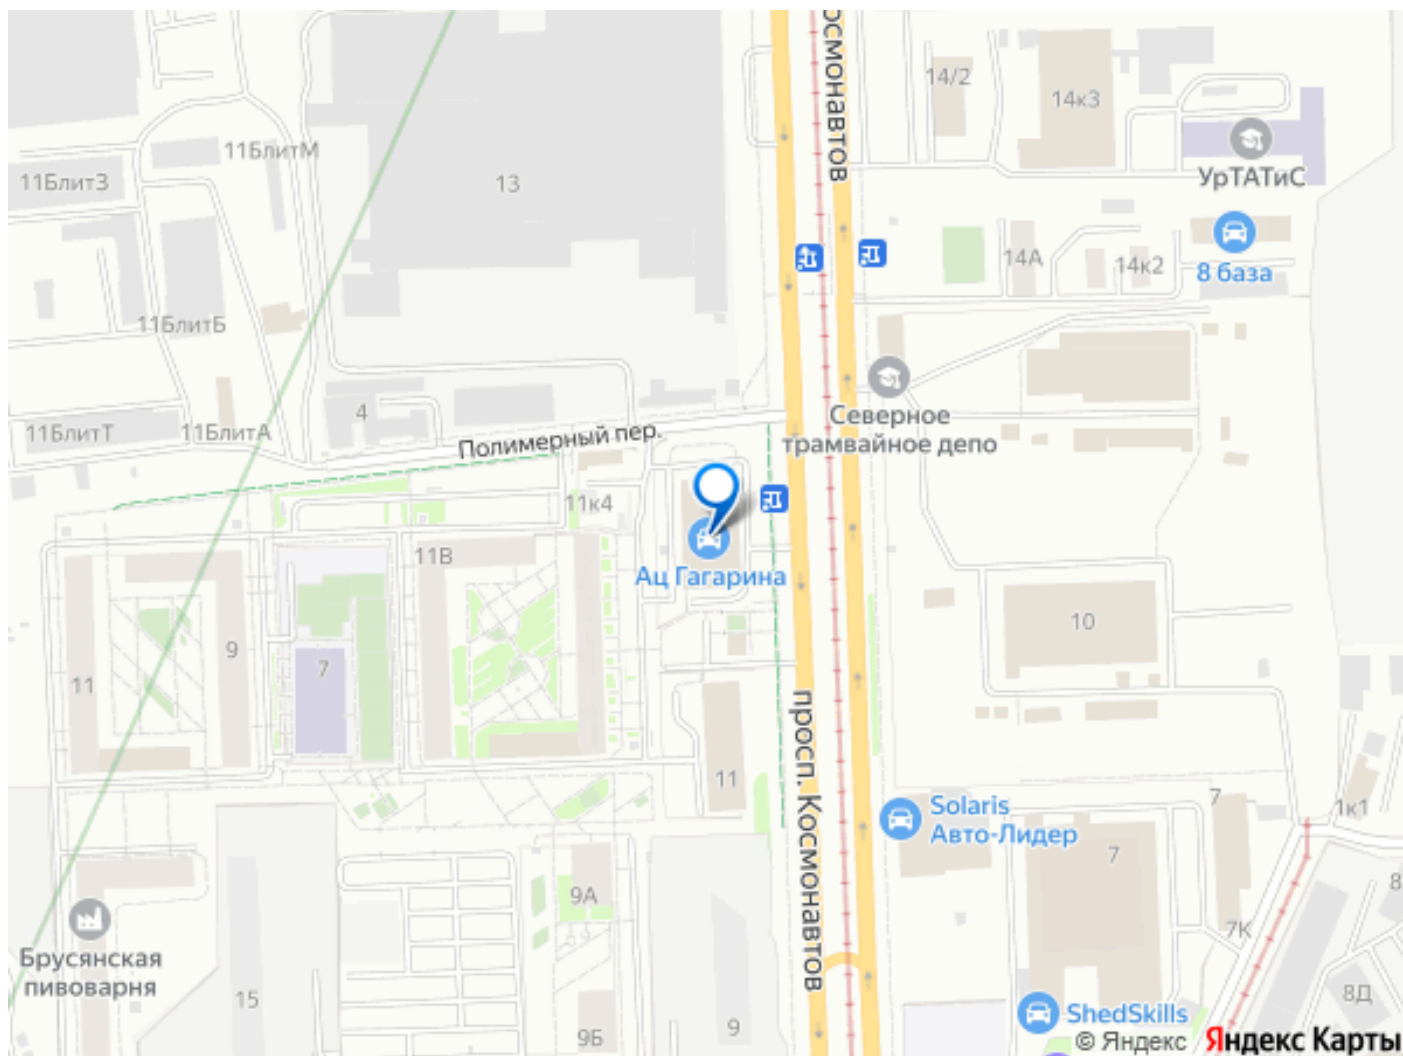 осмонавтов
14/2
14к3
11БлитМ
УрТАТиС
11Блит3
13
14А
14к2
8 база
11БлитБ
4
Северное
трамвайное депо
11БлитТ
11БлитА
Полимерный пер.
11к4
11В
Ац Гагарина
10
9
7
11
просп. Космонавтов
11
7
1к1
Solaris
Авто-Лидер
7
9А
8
7К
Брусянская
пивоварня
15
8Д
9
9Б
ShedSkills
© Яндекс Яндекс Карты